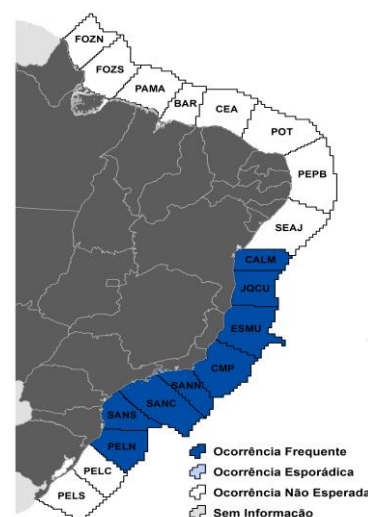 FOZN
FOZS
PAMA
BAR
CEA
POT
PEPB
SEAJ
CALM
JQCU
ESMU
CMP
SANN
SANC
SANS
PELN
PELC
PELS
Ocorrência Frequente
Ocorrência Esporádica
Ocorrência Não Esperada
Sem Informação